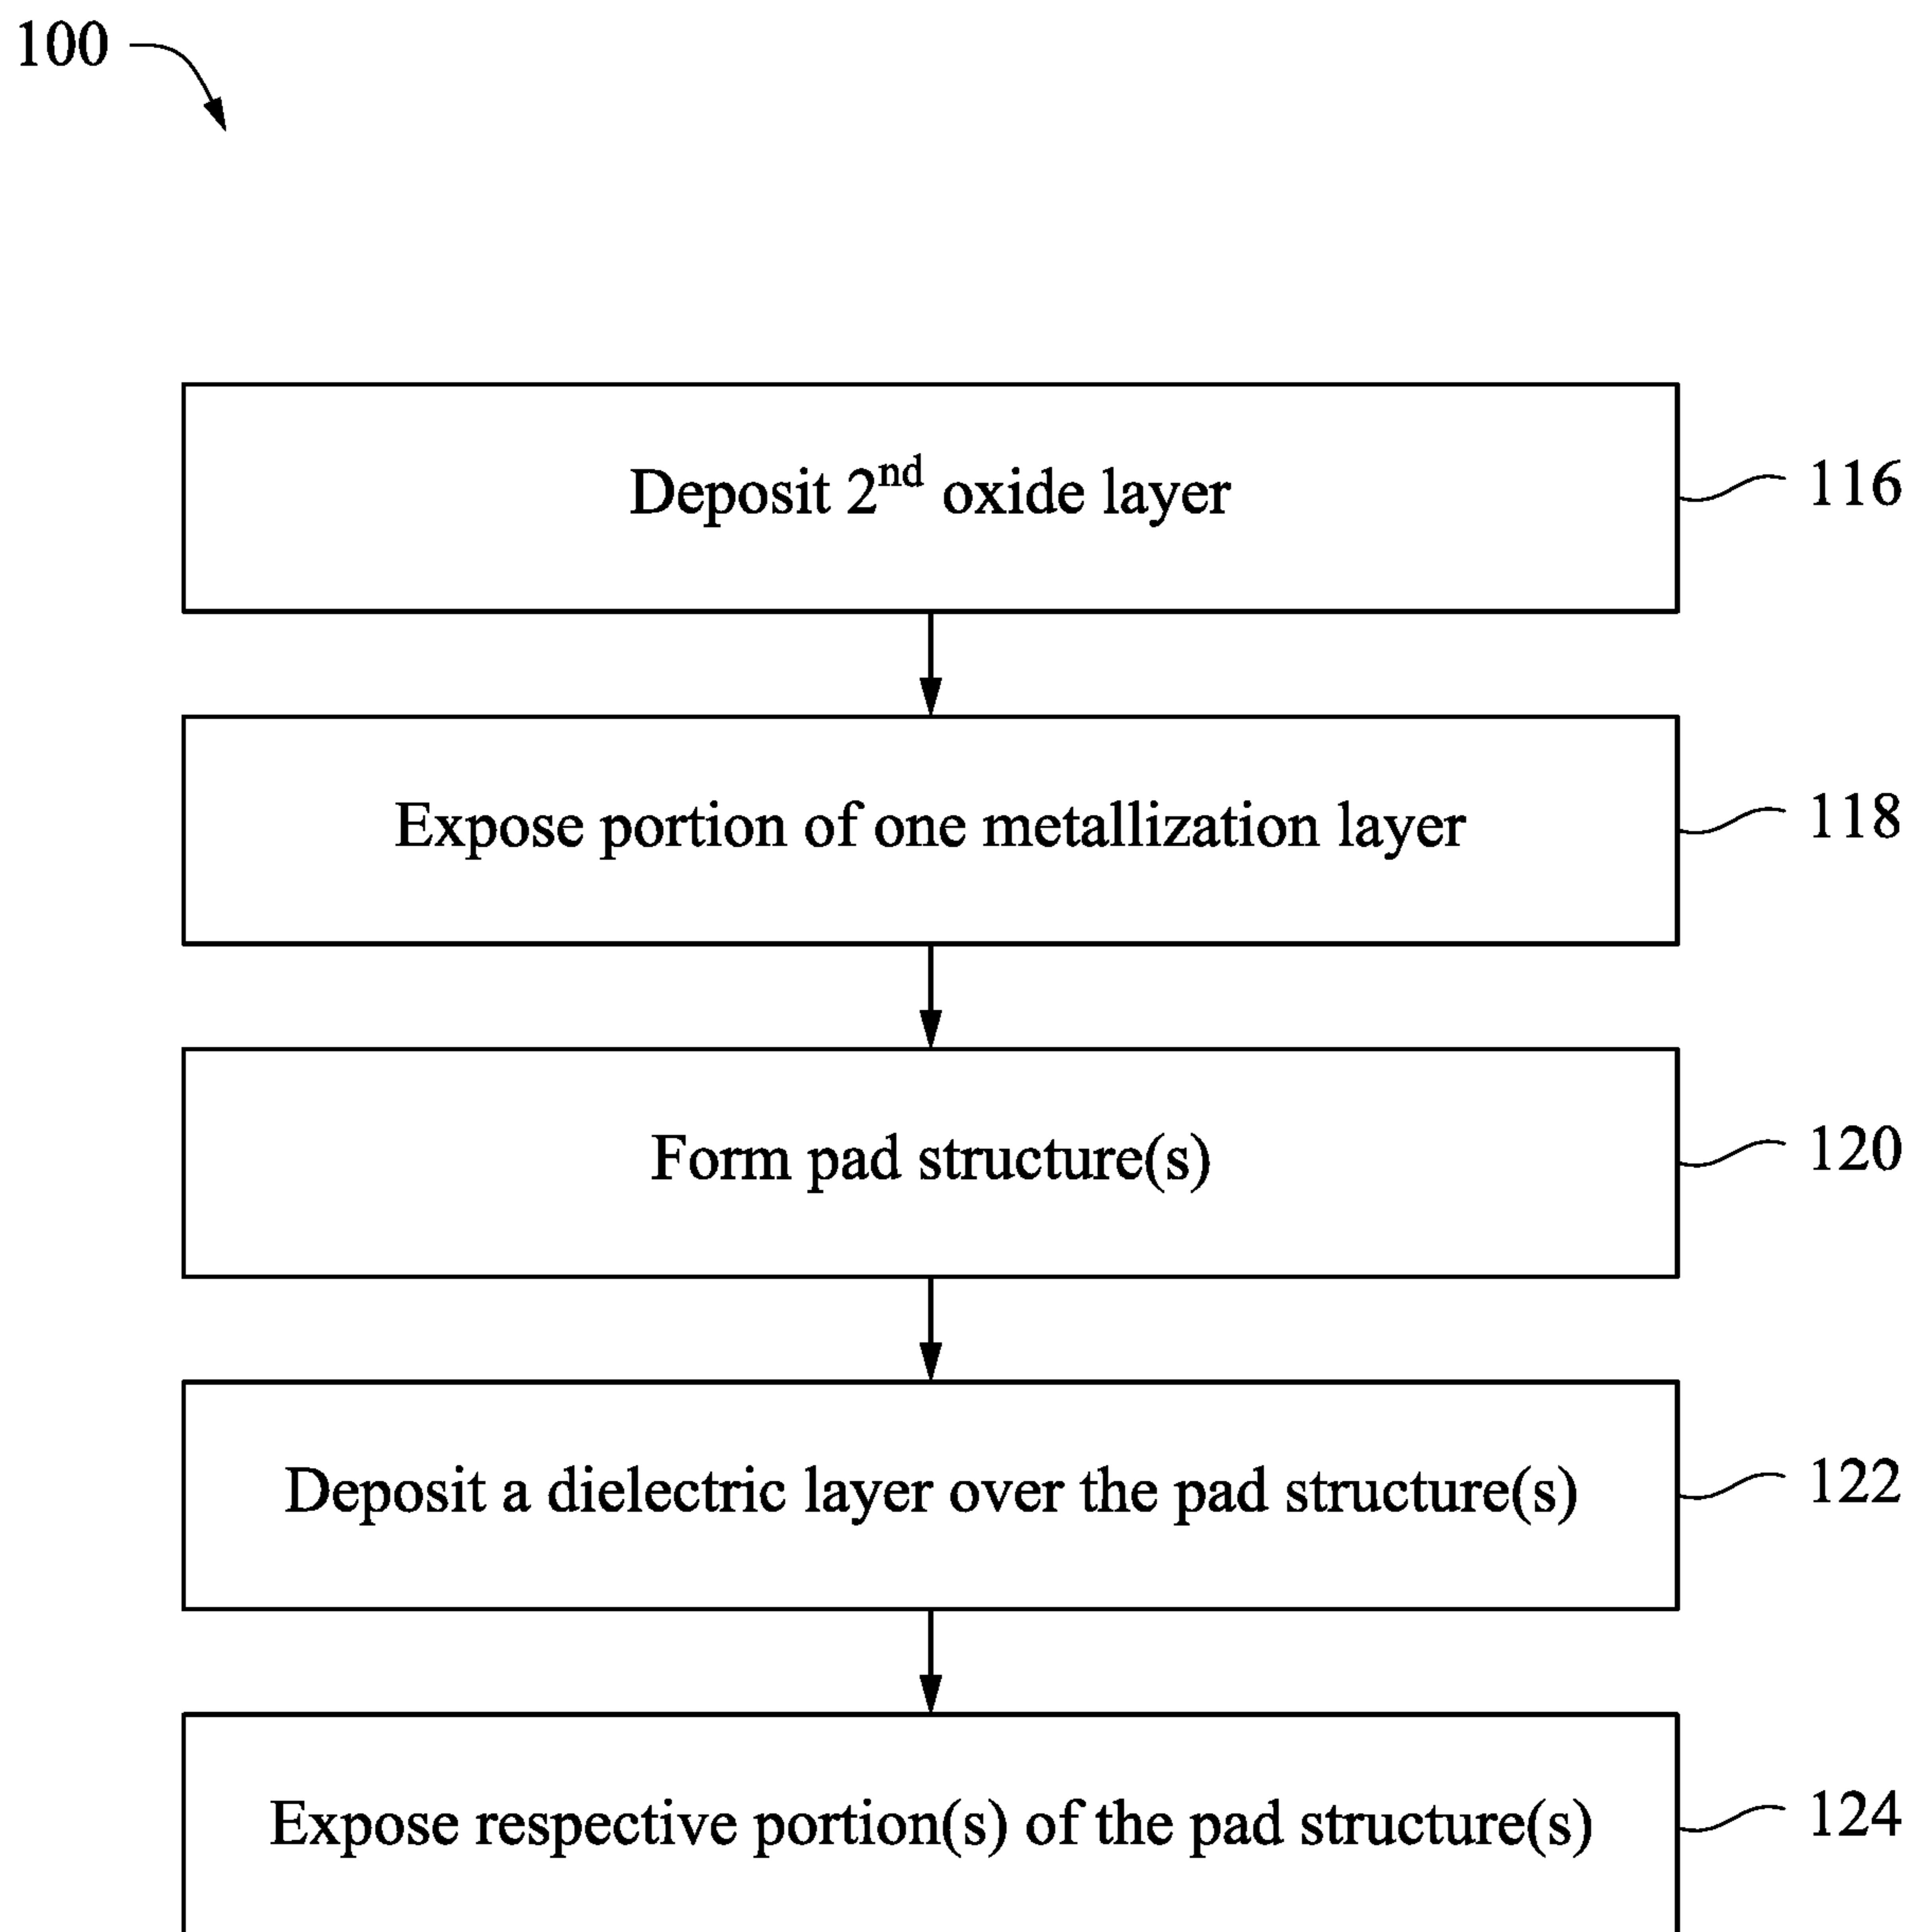 100
Deposit 2nd oxide layer
116
Expose portion of one metallization layer
118
Form pad structure(s)
120
Deposit a dielectric layer over the pad structure(s)
122
Expose respective portion(s) of the pad structure(s)
124